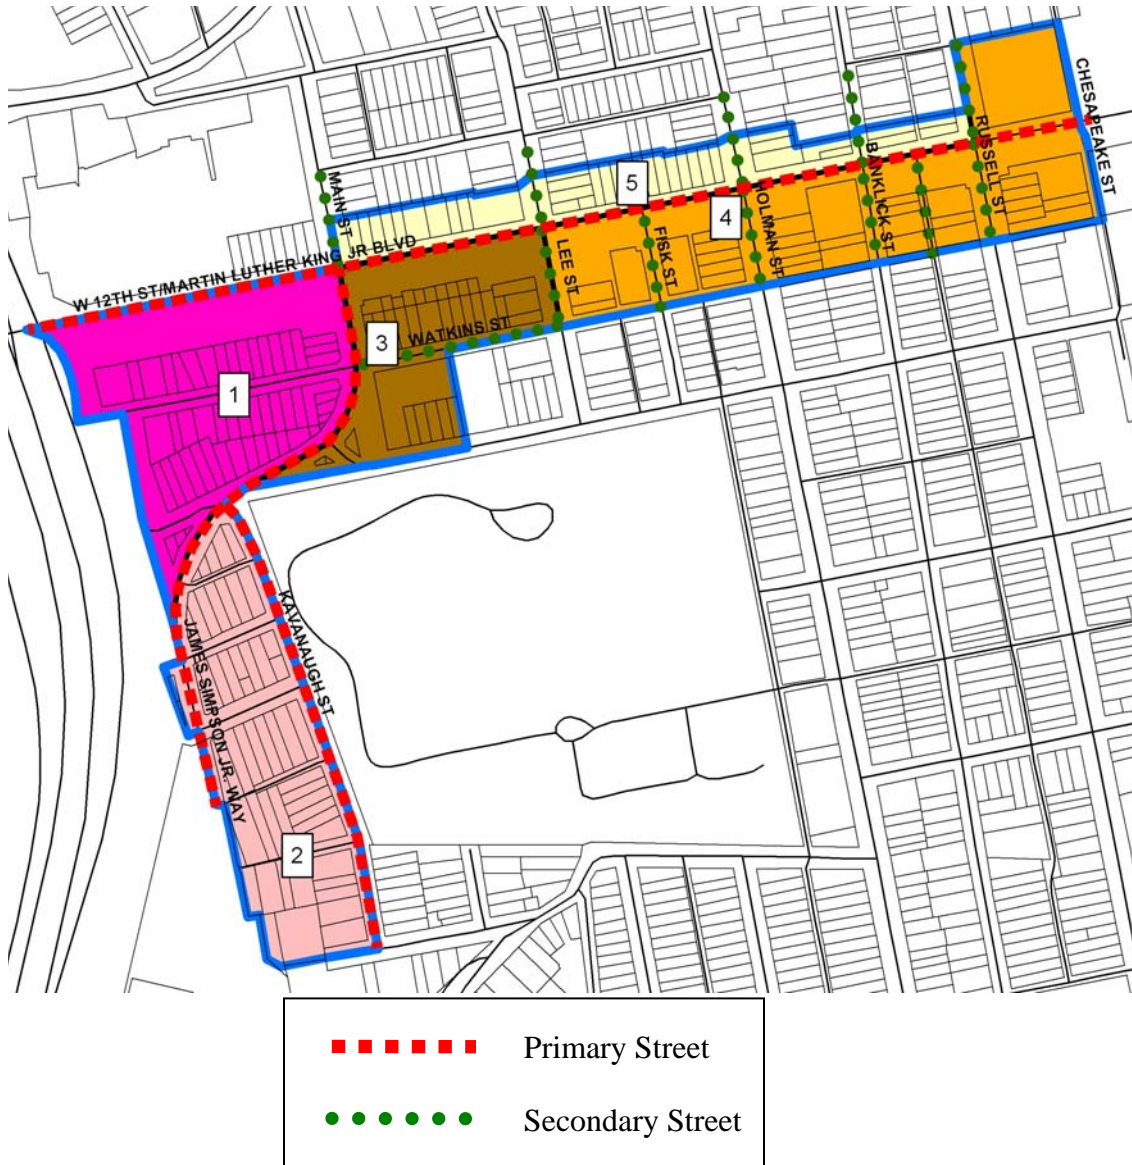 CHESAPEAKE ST
RUSSELL ST
BANKLICK ST
MAIN ST
5
HOLMAN ST
4
FISK ST
LEE ST
W 12TH ST/MARTIN LUTHER KING JR BLVD
WATKINS ST
3
1
KAVANAUGH ST
JAMES SIMPSON JR. WAY
2
Primary Street
Secondary Street